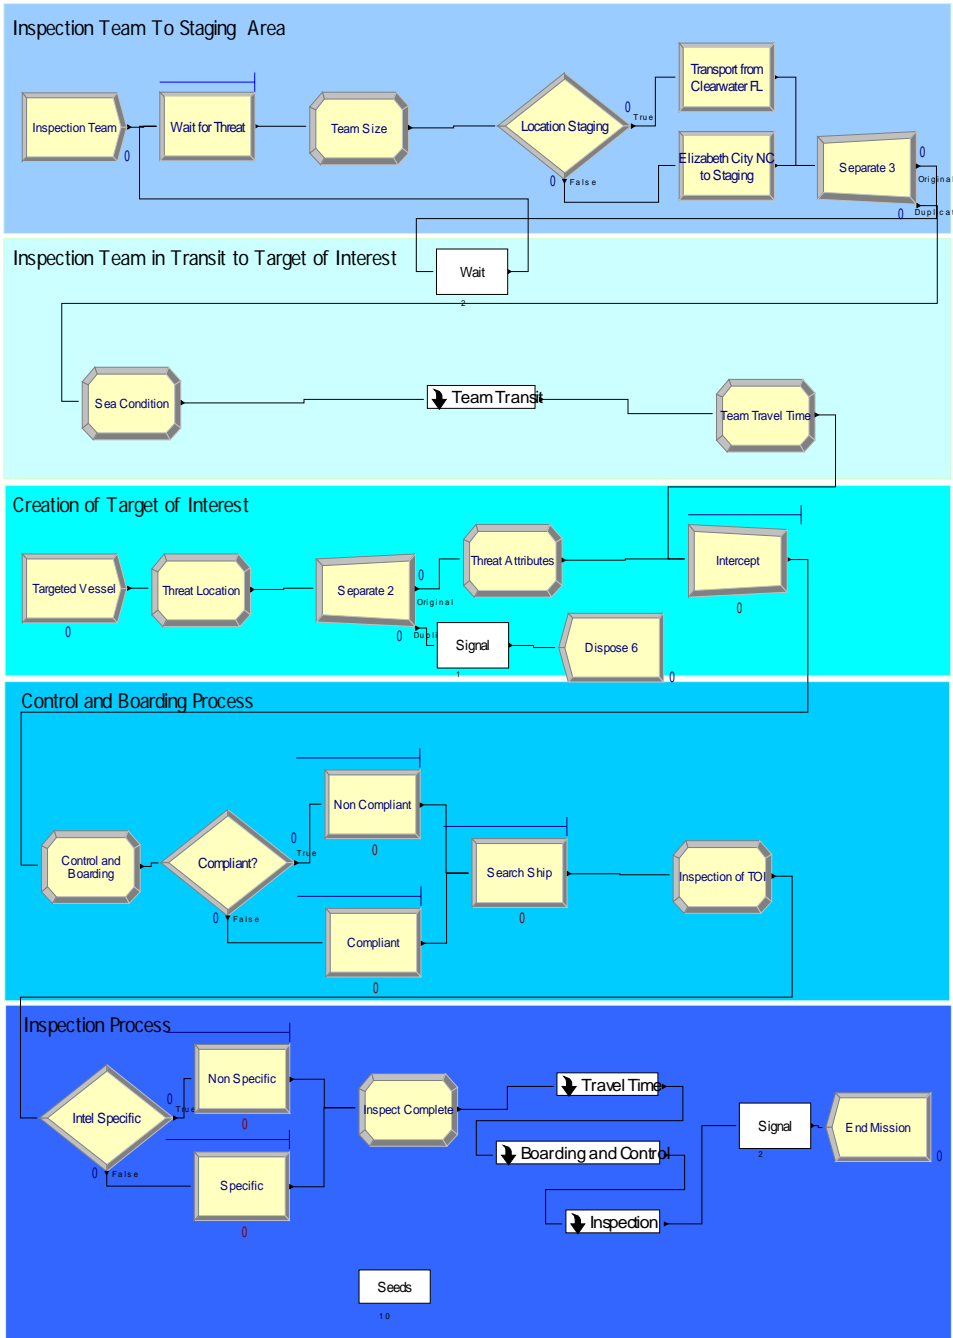 Inspection Team To Staging Area
Inspection Team
0
Wait for Threat
Team Size
Location Staging
0
True
0
False
Transport from
Clearwater FL
Elizabeth City NC
to Staging
Separate 3
0
Original
0
Duplicat
Inspection Team in Transit to Target of Interest
Wait
2
Sea Condition
Team Transit
Team Travel Time
Creation of Target of Interest
Targeted Vessel
0
Threat Location
Separate 2
0
Original
0
Dupli
Threat Attributes
Signal
1
Dispose 6
0
Intercept
0
Control and Boarding Process
Control and
Boarding
Compliant?
0
True
0
False
Non Compliant
0
Compliant
0
Search Ship
0
Inspection of TOI
Inspection Process
Intel Specific
0
True
0
False
Non Specific
0
Specific
0
Inspect Complete
Travel Time
Boarding and Control
Inspection
Signal
2
End Mission
0
Seeds
10